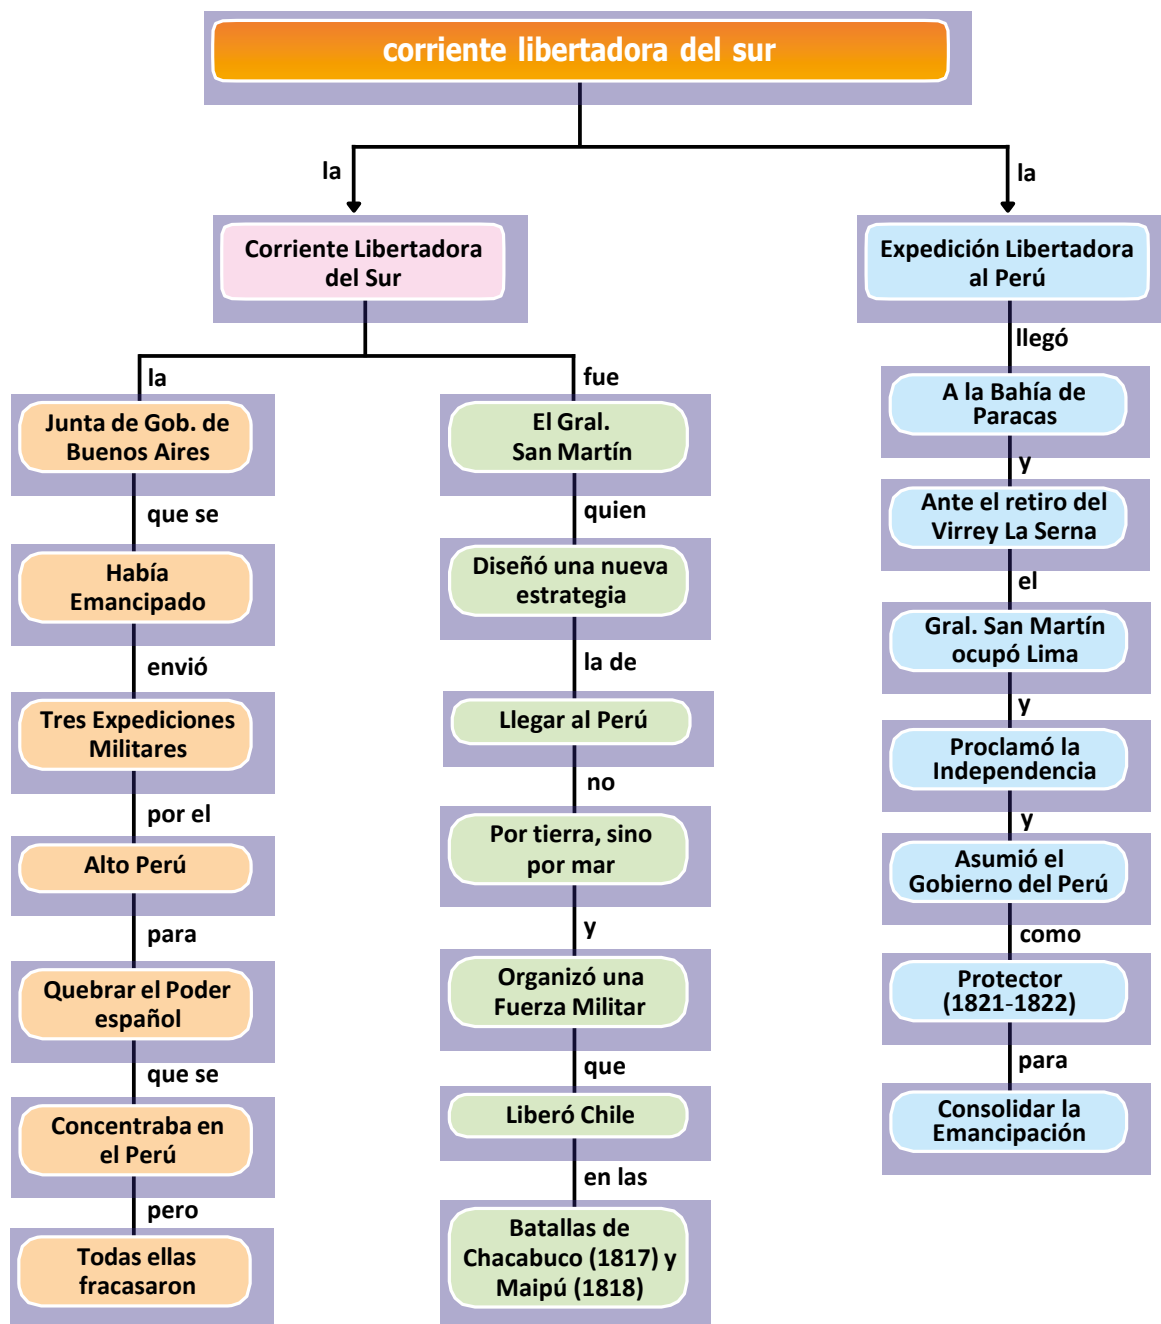 corriente libertadora del sur
la
la
Corriente Libertadora
del Sur
la
Junta de Gob. de
Buenos Aires
que se
Había
Emancipado
envió
Tres Expediciones
Militares
por el
Alto Perú
para
Quebrar el Poder
español
que se
Concentraba en
el Perú
pero
Todas ellas
fracasaron
fue
El Gral.
San Martín
quien
Diseñó una nueva
estrategia
la de
Llegar al Perú
no
Por tierra, sino
por mar
y
Organizó una
Fuerza Militar
que
Liberó Chile
en las
Batallas de
Chacabuco (1817) y
Maipú (1818)
Expedición Libertadora
al Perú
llegó
A la Bahía de
Paracas
y
Ante el retiro del
Virrey La Serna
el
Gral. San Martín
ocupó Lima
y
Proclamó la
Independencia
y
Asumió el
Gobierno del Perú
como
Protector
(1821-1822)
para
Consolidar la
Emancipación